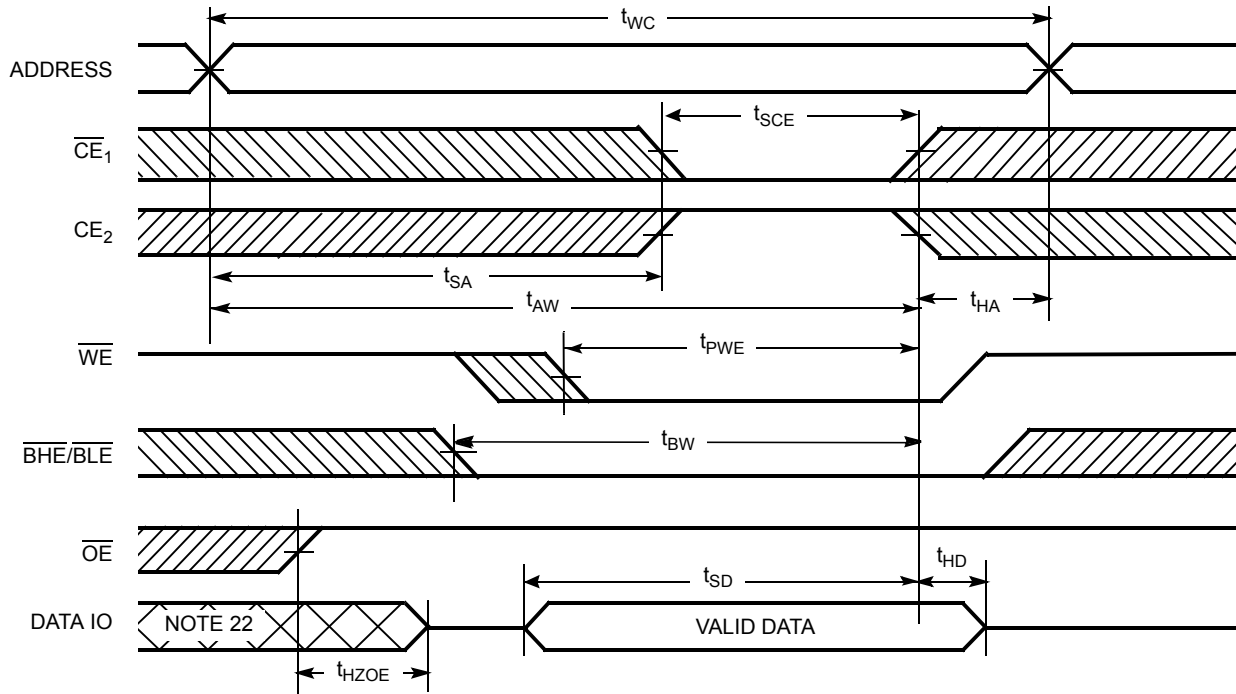 tWC
ADDRESS
tSCE
CE1
CE2
tSA
tAW
tHA
WE
tPWE
BHE/BLE
tBW
OE
tHD
tSD
DATA IO
NOTE 22
VALID DATA
tHZOE